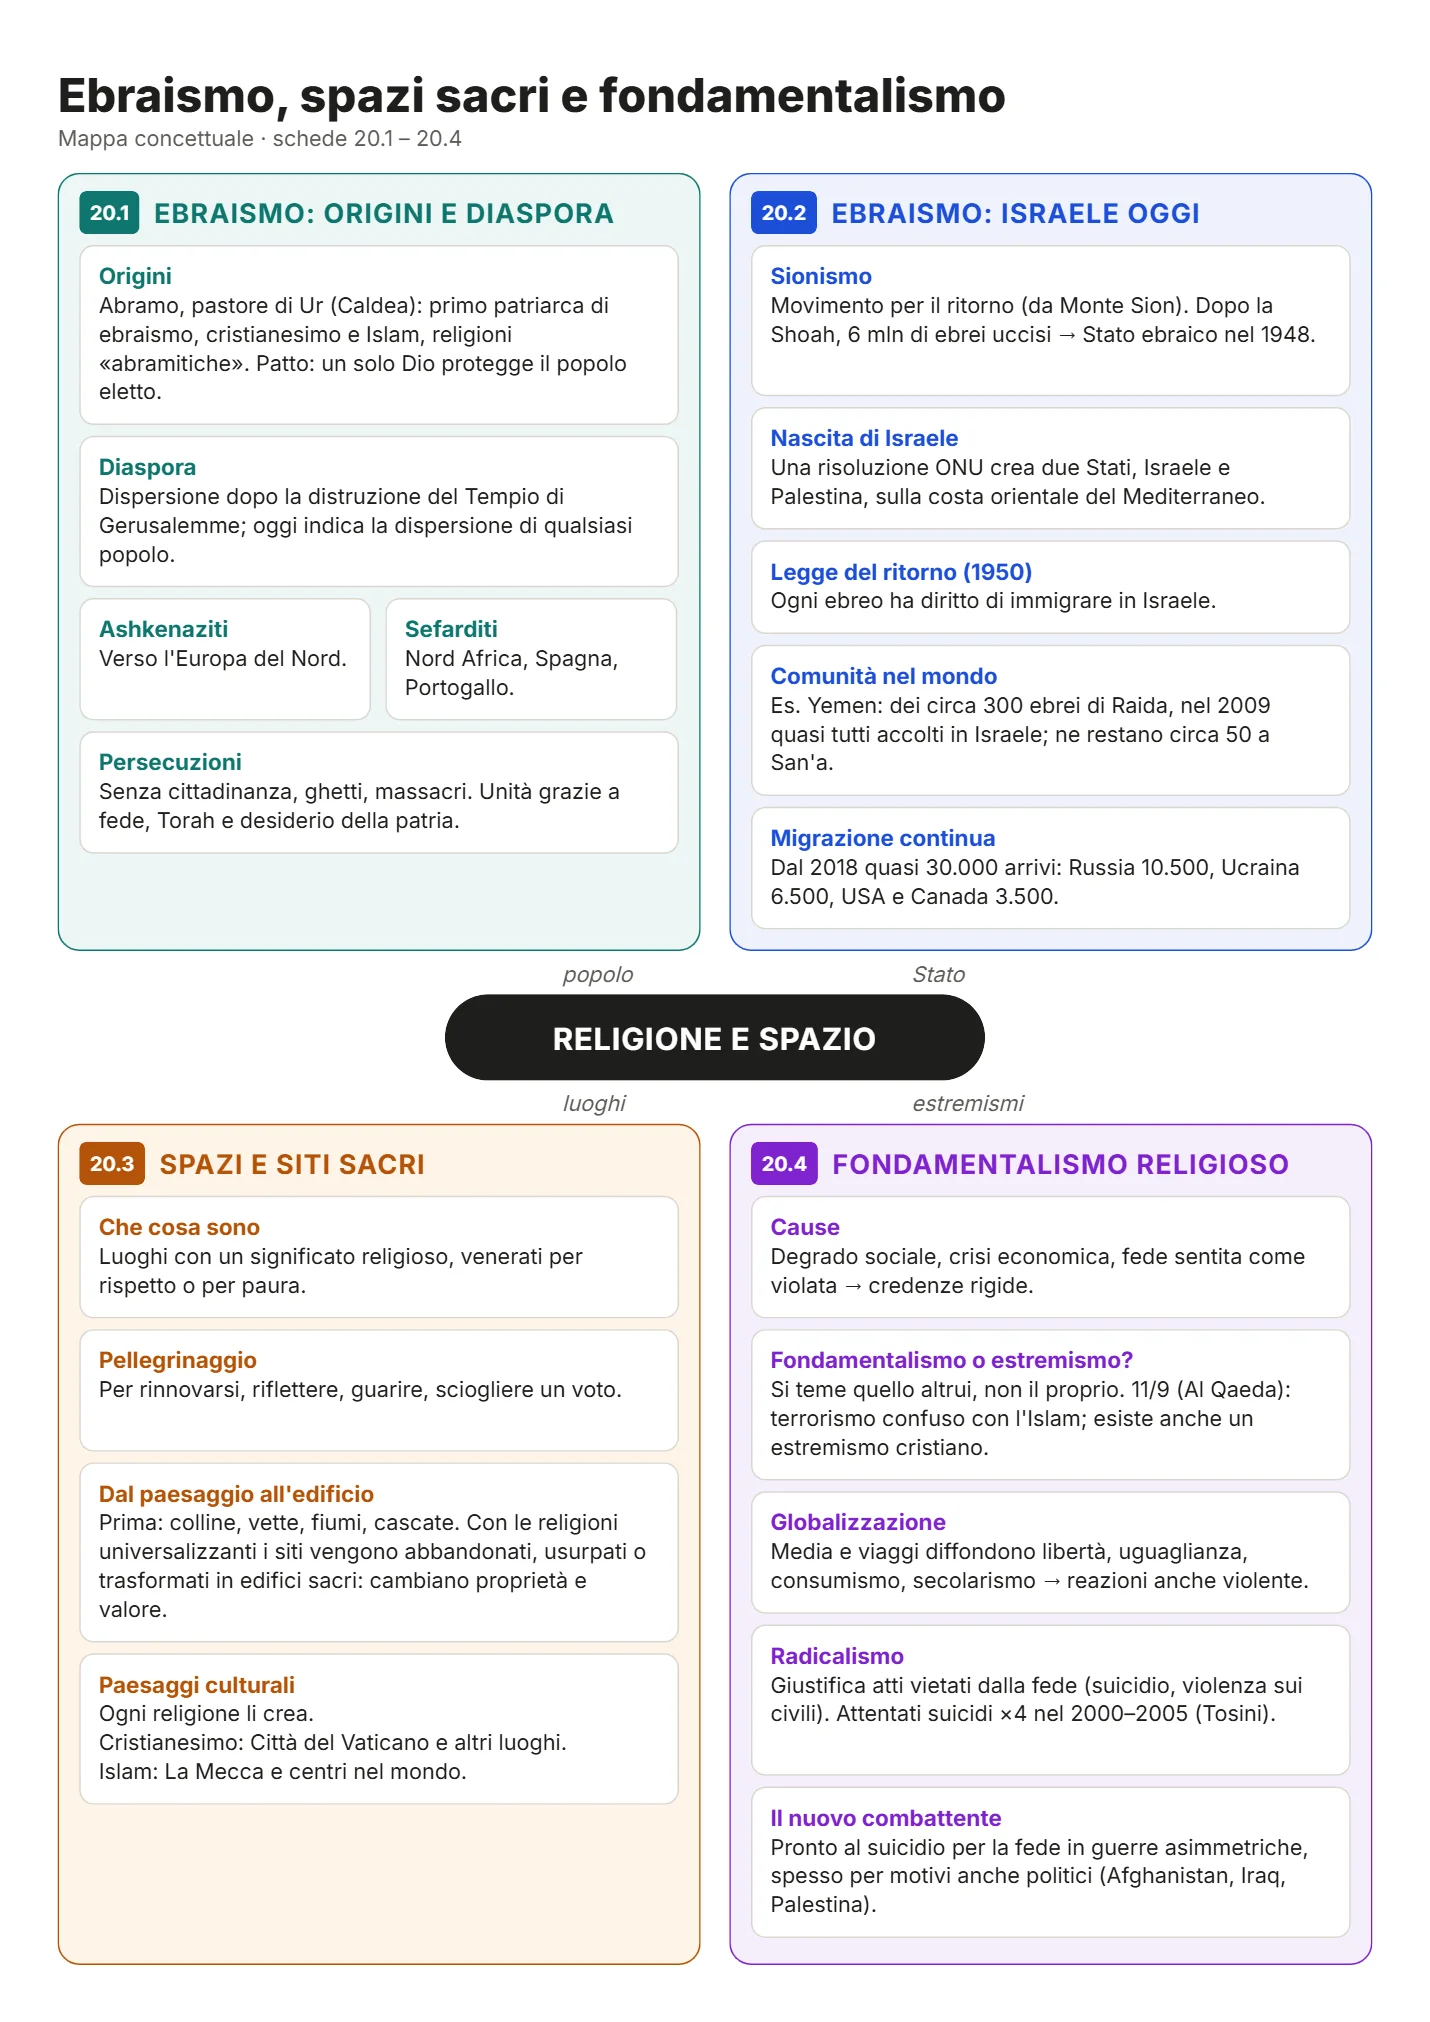 Ebraismo, spazi sacri e fondamentalismo
Mappa concettuale · schede 20.1 – 20.4
20.1 EBRAISMO: ORIGINI E DIASPORA
Origini
Abramo, pastore di Ur (Caldea): primo patriarca di
ebraismo, cristianesimo e Islam, religioni
«abramitiche». Patto: un solo Dio protegge il popolo
eletto.
Diaspora
Dispersione dopo la distruzione del Tempio di
Gerusalemme; oggi indica la dispersione di qualsiasi
popolo.
Ashkenaziti
Verso l'Europa del Nord.
Sefarditi
Nord Africa, Spagna,
Portogallo.
Persecuzioni
Senza cittadinanza, ghetti, massacri. Unità grazie a
fede, Torah e desiderio della patria.
20.2 EBRAISMO: ISRAELE OGGI
Sionismo
Movimento per il ritorno (da Monte Sion). Dopo la
Shoah, 6 mln di ebrei uccisi → Stato ebraico nel 1948.
Nascita di Israele
Una risoluzione ONU crea due Stati, Israele e
Palestina, sulla costa orientale del Mediterraneo.
Legge del ritorno (1950)
Ogni ebreo ha diritto di immigrare in Israele.
Comunità nel mondo
Es. Yemen: dei circa 300 ebrei di Raida, nel 2009
quasi tutti accolti in Israele; ne restano circa 50 a
San'a.
Migrazione continua
Dal 2018 quasi 30.000 arrivi: Russia 10.500, Ucraina
6.500, USA e Canada 3.500.
popolo
Stato
RELIGIONE E SPAZIO
luoghi
estremismi
20.3 SPAZI E SITI SACRI
Che cosa sono
Luoghi con un significato religioso, venerati per
rispetto o per paura.
Pellegrinaggio
Per rinnovarsi, riflettere, guarire, sciogliere un voto.
Dal paesaggio all'edificio
Prima: colline, vette, fiumi, cascate. Con le religioni
universalizzanti i siti vengono abbandonati, usurpati o
trasformati in edifici sacri: cambiano proprietà e
valore.
Paesaggi culturali
Ogni religione li crea.
Cristianesimo: Città del Vaticano e altri luoghi.
Islam: La Mecca e centri nel mondo.
20.4 FONDAMENTALISMO RELIGIOSO
Cause
Degrado sociale, crisi economica, fede sentita come
violata → credenze rigide.
Fondamentalismo o estremismo?
Si teme quello altrui, non il proprio. 11/9 (Al Qaeda):
terrorismo confuso con l'Islam; esiste anche un
estremismo cristiano.
Globalizzazione
Media e viaggi diffondono libertà, uguaglianza,
consumismo, secolarismo → reazioni anche violente.
Radicalismo
Giustifica atti vietati dalla fede (suicidio, violenza sui
civili). Attentati suicidi ×4 nel 2000–2005 (Tosini).
Il nuovo combattente
Pronto al suicidio per la fede in guerre asimmetriche,
spesso per motivi anche politici (Afghanistan, Iraq,
Palestina).